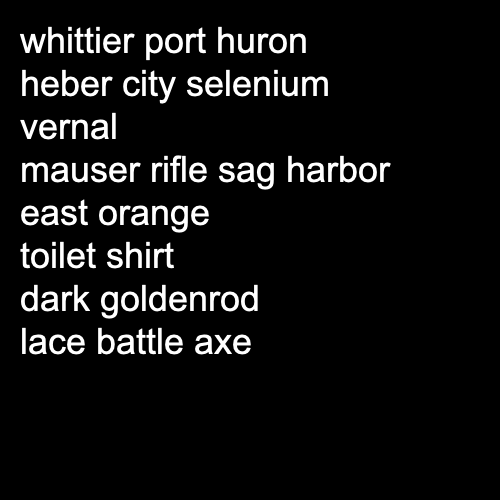 whittier port huron
heber city selenium
vernal
mauser rifle sag harbor
east orange
toilet shirt
dark goldenrod
lace battle axe